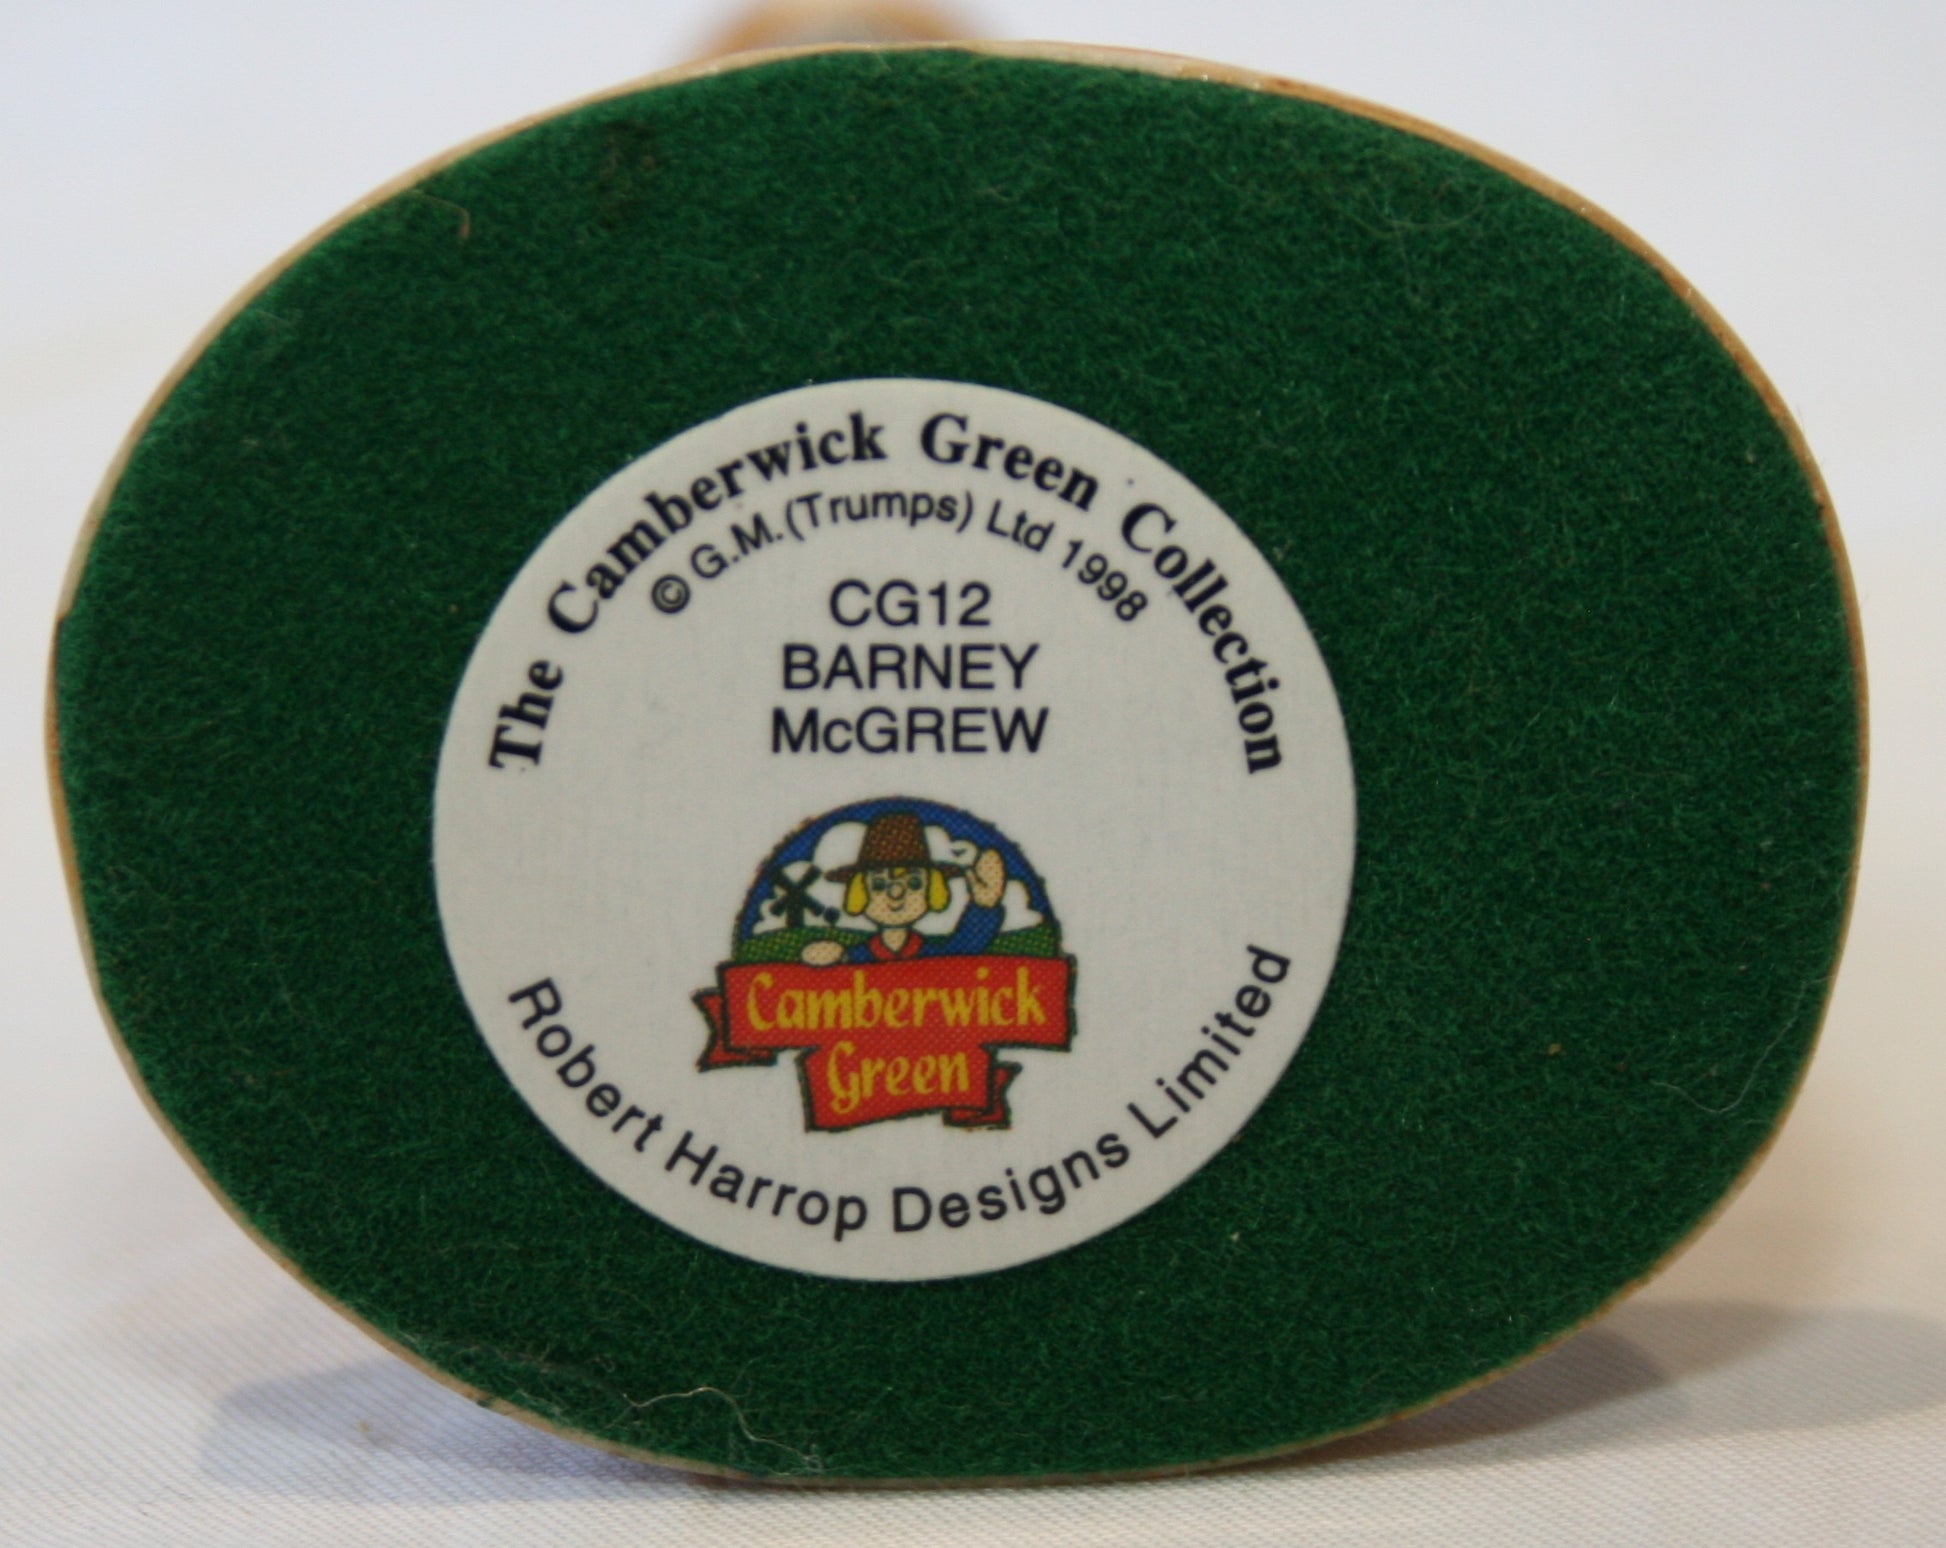 The Camberwick Green Collection
© G.M. (Trumps) Ltd 1998
CG12
BARNEY
McGREW
Camberwick
Green
Robert Harrop Designs Limited